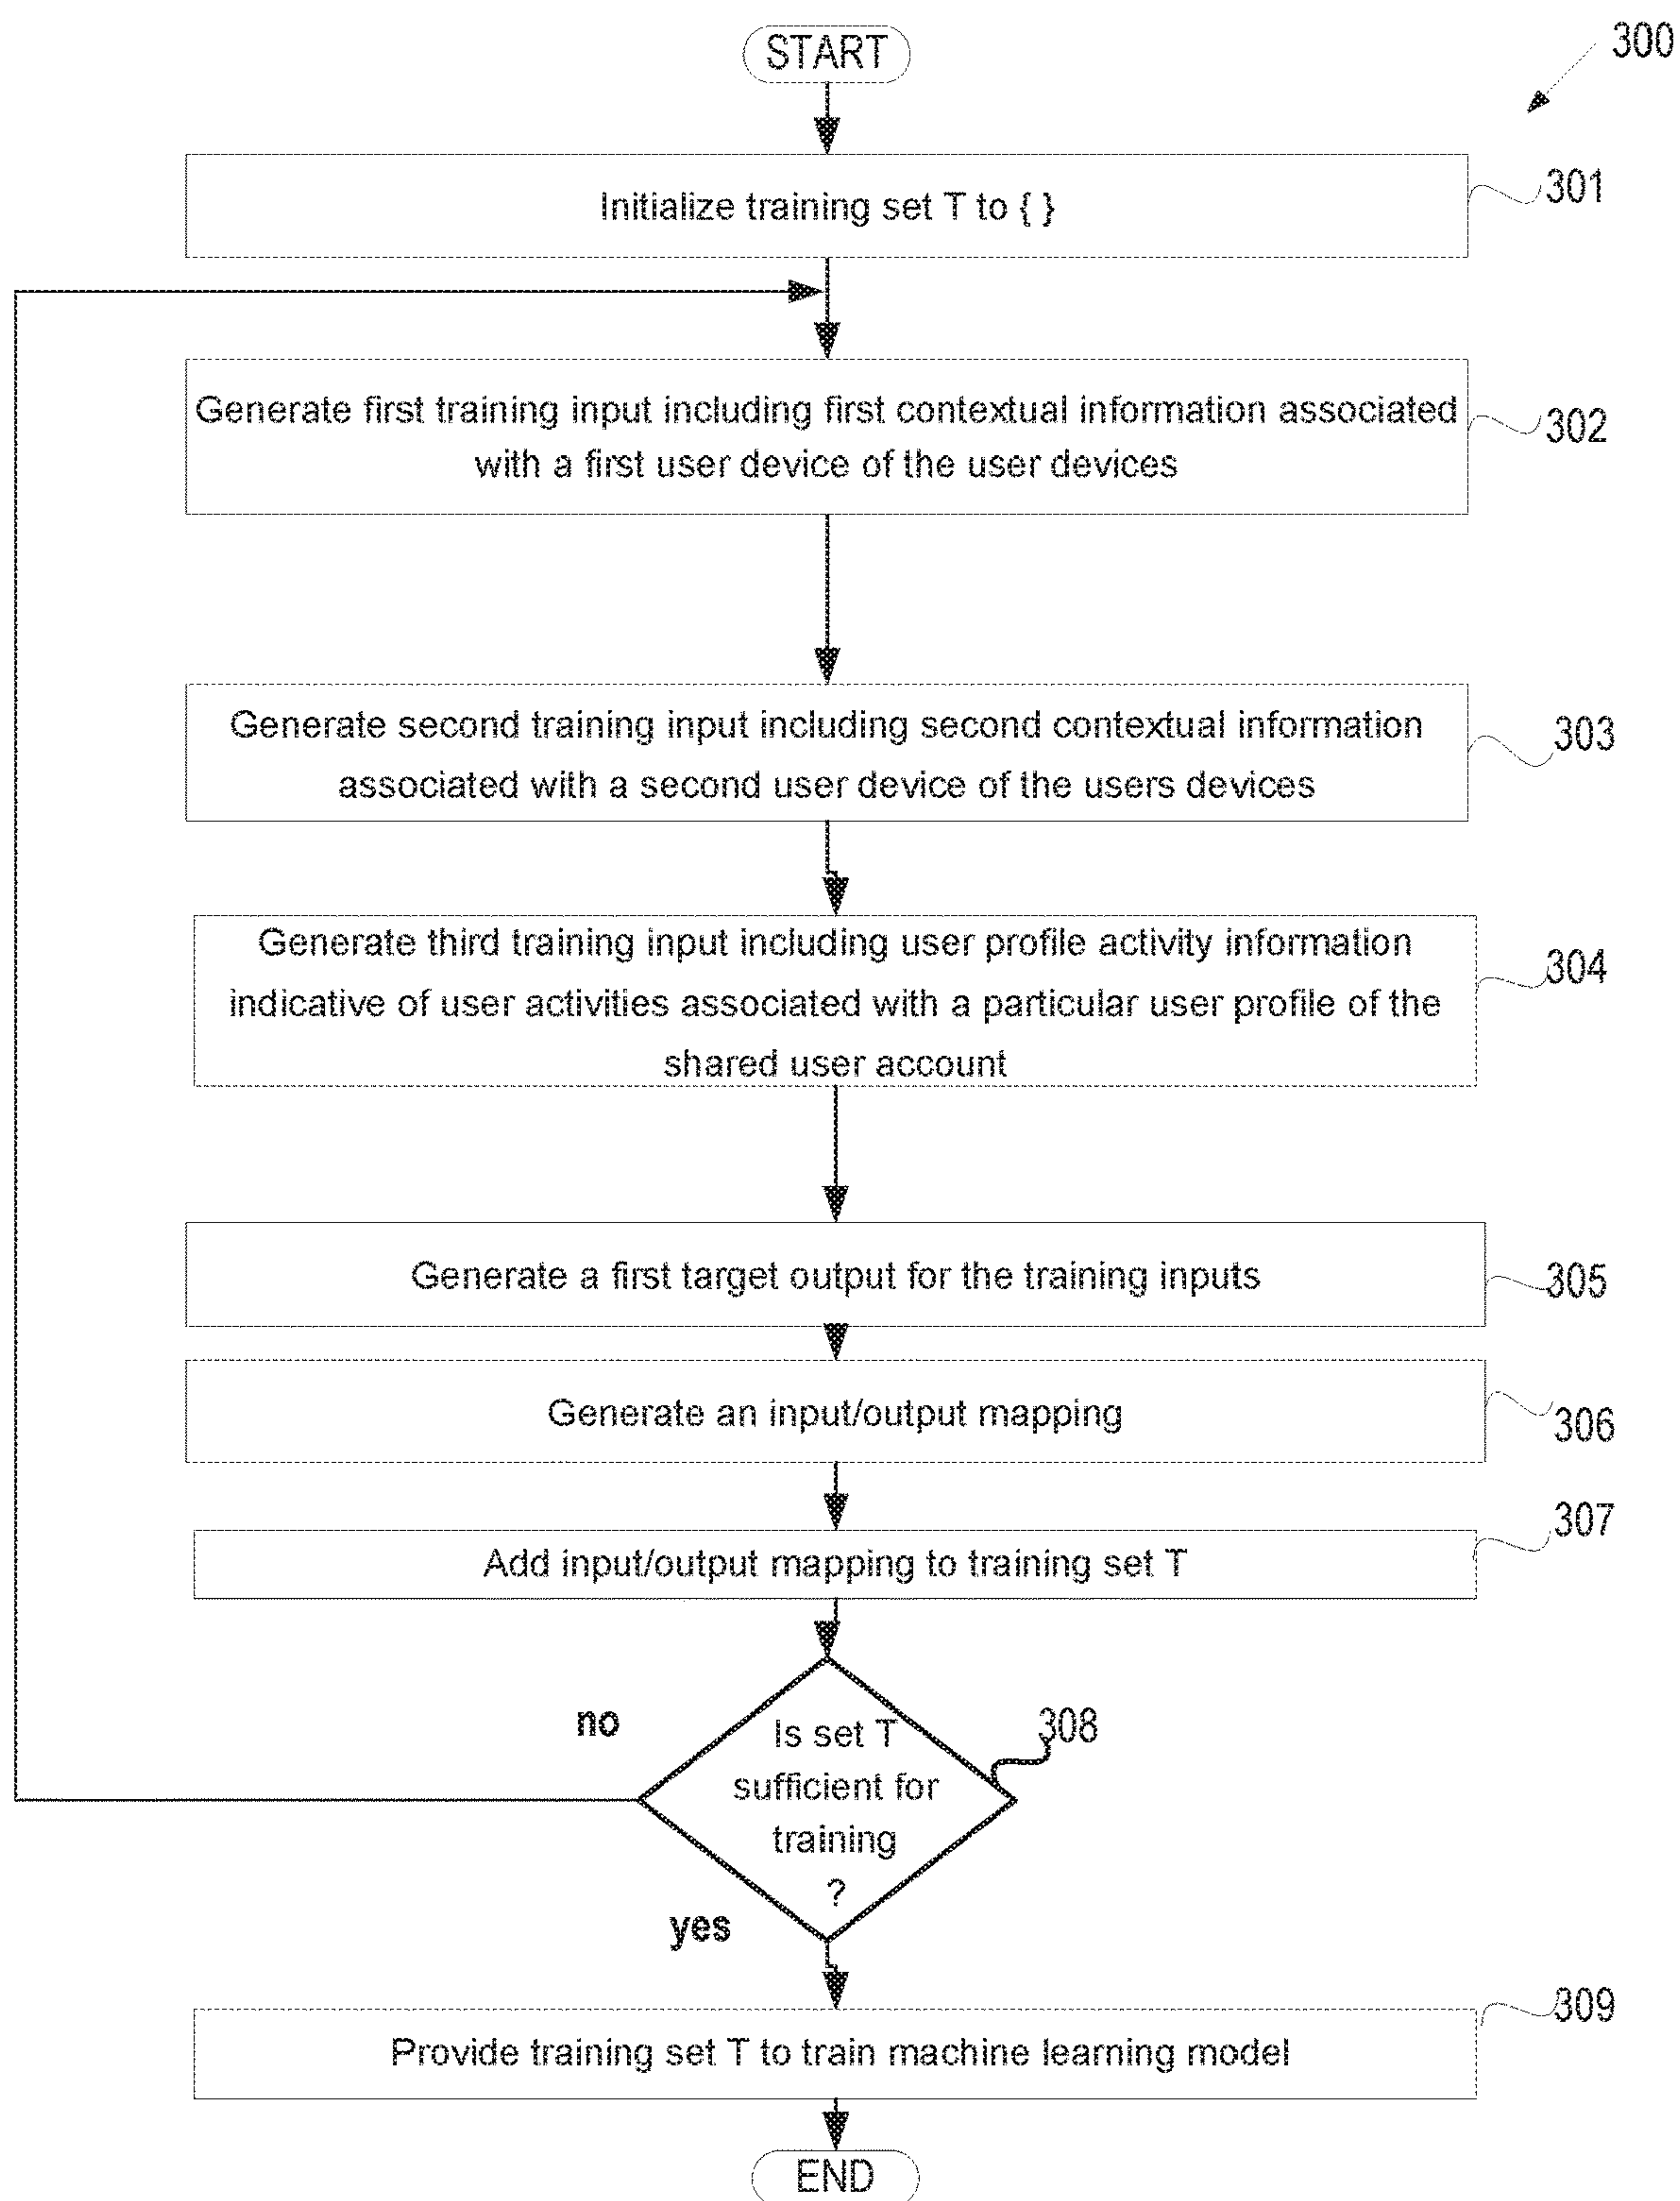 START
300
Initialize training set T to { }
301
Generate first training input including first contextual information associated
with a first user device of the user devices
302
Generate second training input including second contextual information
associated with a second user device of the users devices
303
Generate third training input including user profile activity information
indicative of user activities associated with a particular user profile of the
shared user account
304
Generate a first target output for the training inputs
305
Generate an input/output mapping
306
Add input/output mapping to training set T
307
no
Is set T
sufficient for
training
?
308
yes
Provide training set T to train machine learning model
309
END